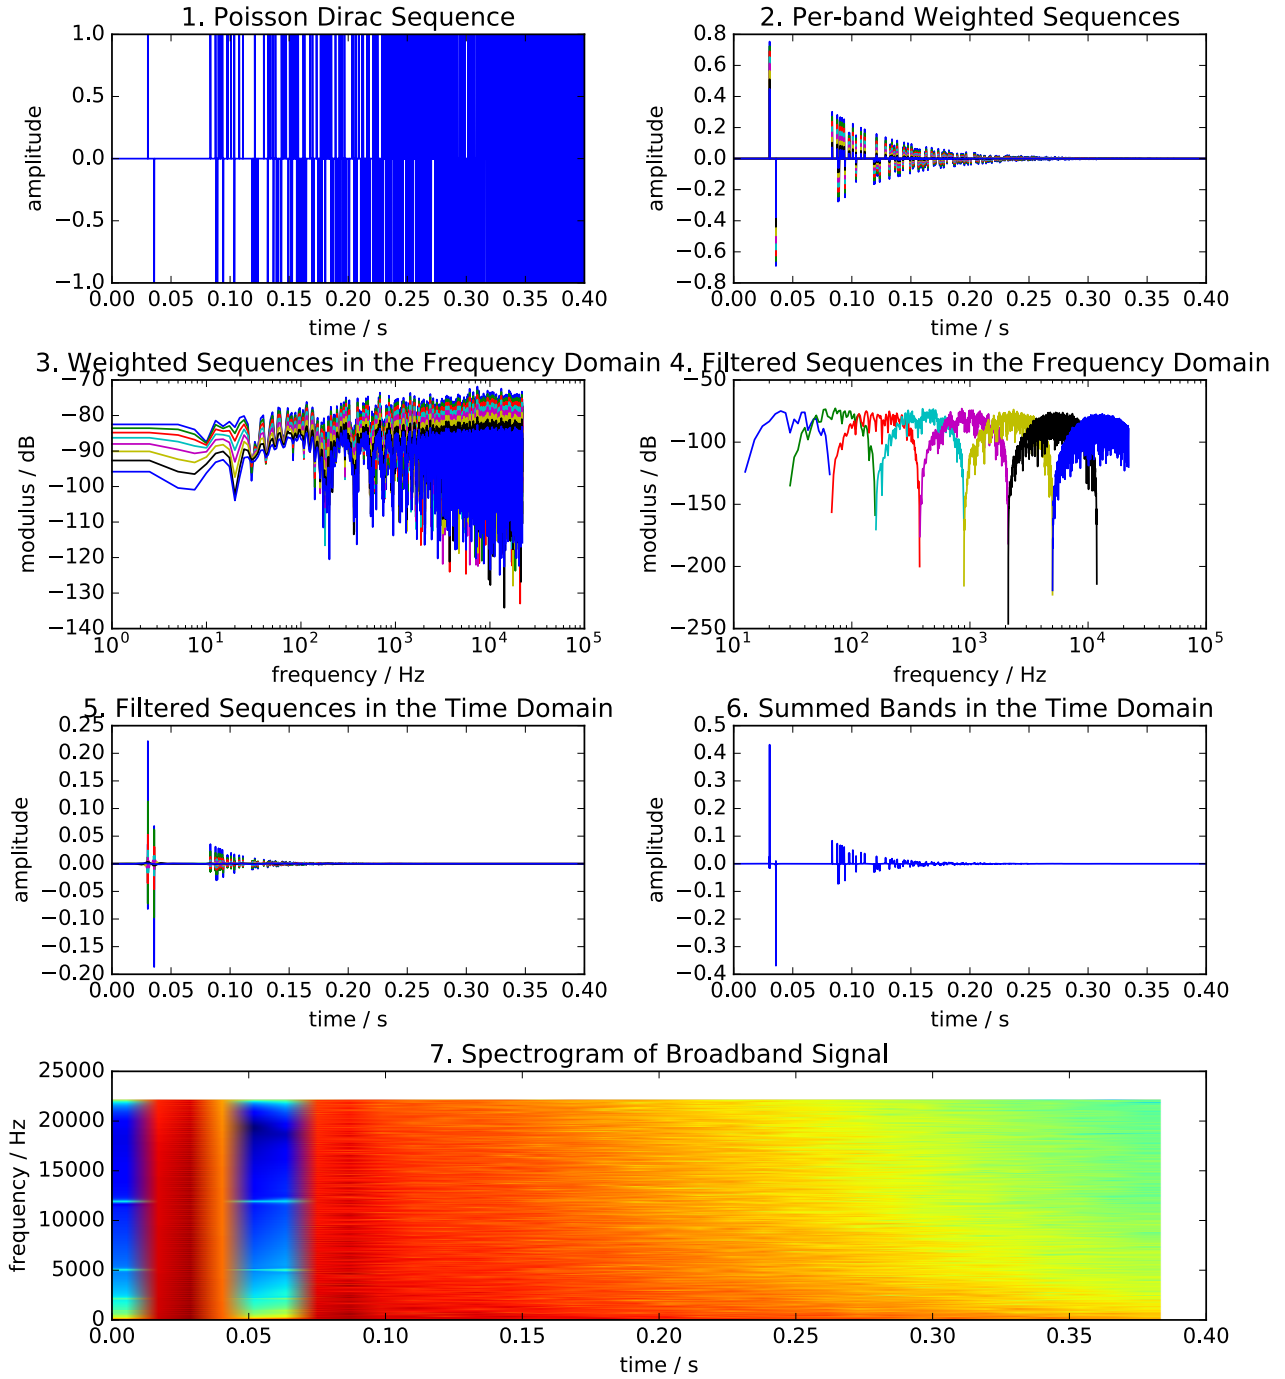 1. Poisson Dirac Sequence
1.0
0.5
0.0
−0.5
−1.0
amplitude
0.00 0.05 0.10 0.15 0.20 0.25 0.30 0.35 0.40
time / s
2. Per-band Weighted Sequences
0.8
0.6
0.4
0.2
0.0
−0.2
−0.4
−0.6
−0.8
amplitude
0.00 0.05 0.10 0.15 0.20 0.25 0.30 0.35 0.40
time / s
3. Weighted Sequences in the Frequency Domain
−70
−80
−90
−100
−110
−120
−130
−140
modulus / dB
10^0 10^1 10^2 10^3 10^4 10^5
frequency / Hz
4. Filtered Sequences in the Frequency Domain
−50
−100
−150
−200
−250
modulus / dB
10^1 10^2 10^3 10^4 10^5
frequency / Hz
5. Filtered Sequences in the Time Domain
0.25
0.20
0.15
0.10
0.05
0.00
−0.05
−0.10
−0.15
−0.20
amplitude
0.00 0.05 0.10 0.15 0.20 0.25 0.30 0.35 0.40
time / s
6. Summed Bands in the Time Domain
0.5
0.4
0.3
0.2
0.1
0.0
−0.1
−0.2
−0.3
−0.4
amplitude
0.00 0.05 0.10 0.15 0.20 0.25 0.30 0.35 0.40
time / s
7. Spectrogram of Broadband Signal
25000
20000
15000
10000
5000
0
frequency / Hz
0.00 0.05 0.10 0.15 0.20 0.25 0.30 0.35 0.40
time / s